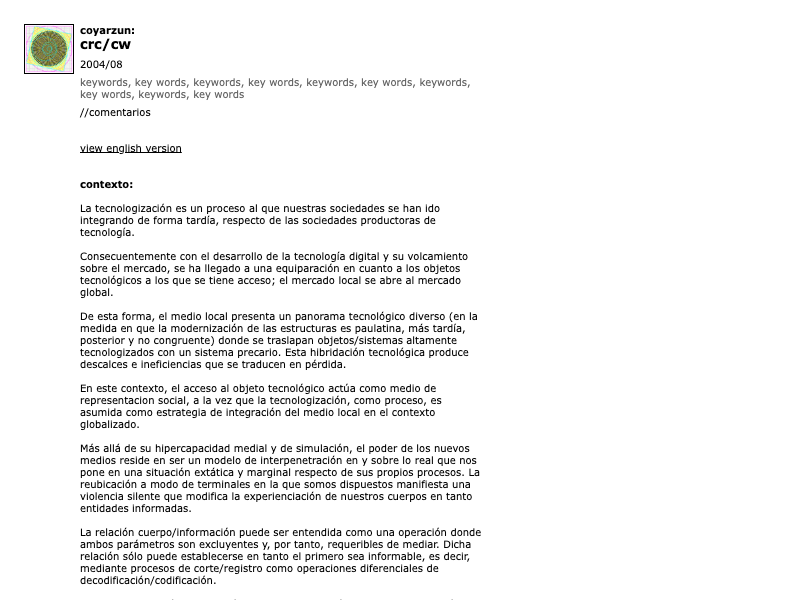 coyarzun:
crc/cw
2004/08
keywords, key words, keywords, key words, keywords, key words, keywords,
key words, keywords, key words
//comentarios
view english version
contexto:
La tecnologización es un proceso al que nuestras sociedades se han ido
integrando de forma tardía, respecto de las sociedades productoras de
tecnología.
Consecuentemente con el desarrollo de la tecnología digital y su volcamiento
sobre el mercado, se ha llegado a una equiparación en cuanto a los objetos
tecnológicos a los que se tiene acceso; el mercado local se abre al mercado
global.
De esta forma, el medio local presenta un panorama tecnológico diverso (en la
medida en que la modernización de las estructuras es paulatina, más tardía,
posterior y no congruente) donde se traslapan objetos/sistemas altamente
tecnologizados con un sistema precario. Esta hibridación tecnológica produce
descalces e ineficiencias que se traducen en pérdida.
En este contexto, el acceso al objeto tecnológico actúa como medio de
representacion social, a la vez que la tecnologización, como proceso, es
asumida como estrategia de integración del medio local en el contexto
globalizado.
Más allá de su hipercapacidad medial y de simulación, el poder de los nuevos
medios reside en ser un modelo de interpenetración en y sobre lo real que nos
pone en una situación extática y marginal respecto de sus propios procesos. La
reubicación a modo de terminales en la que somos dispuestos manifiesta una
violencia silente que modifica la experienciación de nuestros cuerpos en tanto
entidades informadas.
La relación cuerpo/información puede ser entendida como una operación donde
ambos parámetros son excluyentes y, por tanto, requeribles de mediar. Dicha
relación sólo puede establecerse en tanto el primero sea informable, es decir,
mediante procesos de corte/registro como operaciones diferenciales de
decodificación/codificación.